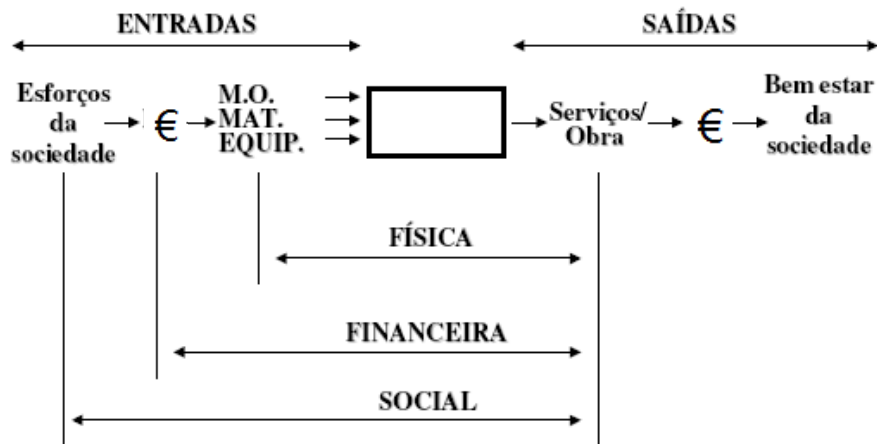 ENTRADAS
SAÍDAS
Esforços
da
sociedade
€
M.O.
MAT.
EQUIP.
Serviços/
Obra
€
Bem estar
da
sociedade
FÍSICA
FINANCEIRA
SOCIAL